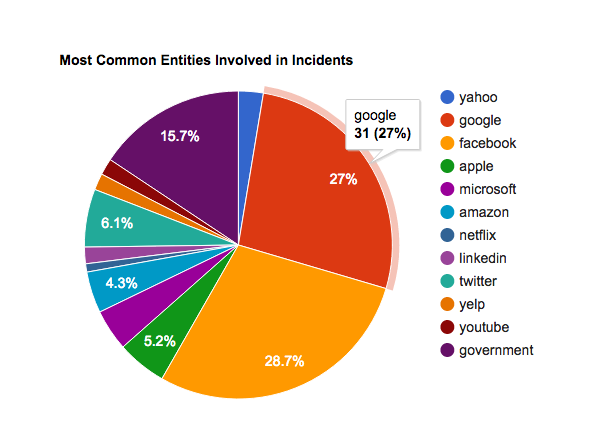 Most Common Entities Involved in Incidents
google
31 (27%)
15.7%
27%
6.1%
4.3%
5.2%
28.7%
yahoo
google
facebook
apple
microsoft
amazon
netflix
linkedin
twitter
yelp
youtube
government